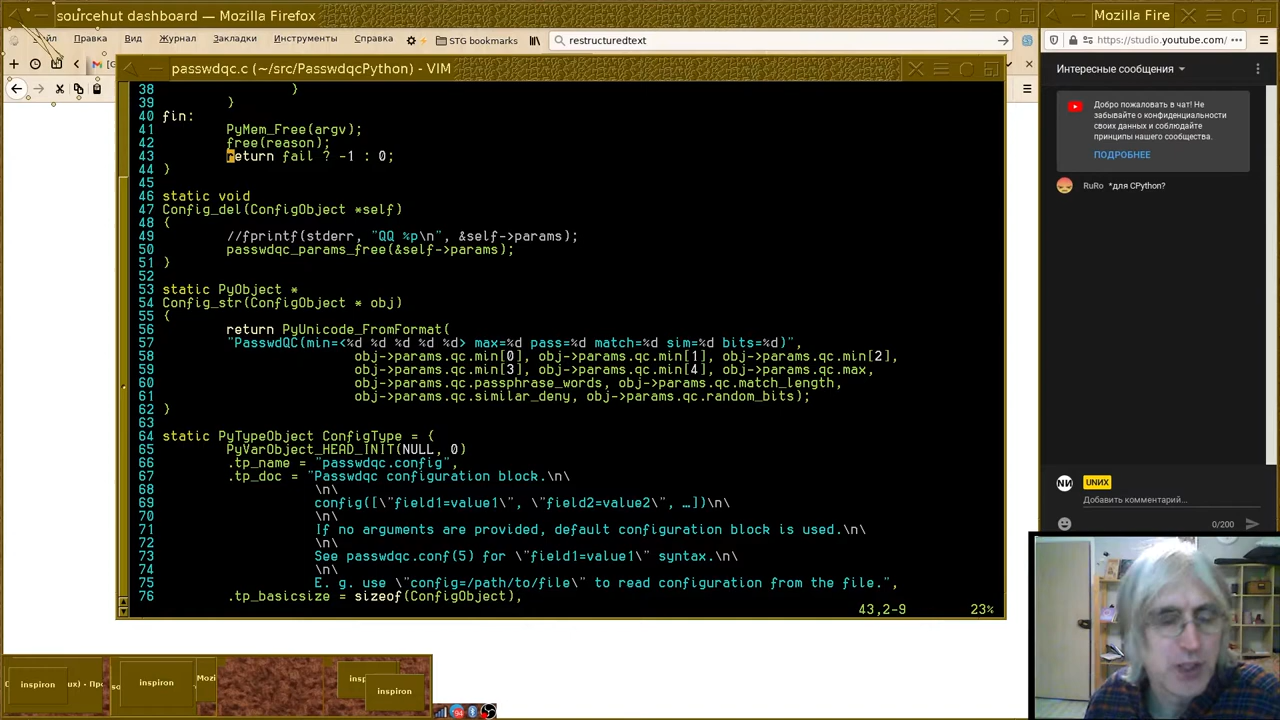 sourcehut dashboard — Mozilla Firefox
Правка Вид Журнал Закладки Инструменты Справка STG bookmarks restructuredtext
passwdqc.c (~/src/PasswdqcPython) - VIM
38 }
39 }
40 fin:
41 PyMem_Free(argv);
42 free(reason);
43 return fail ? -1 : 0;
44 }
45
46 static void
47 Config_del(ConfigObject *self)
48 {
49 //fprintf(stderr, "QQ %p\n", &self->params);
50 passwdqc_params_free(&self->params);
51 }
52
53 static PyObject *
54 Config_str(ConfigObject * obj)
55 {
56 return PyUnicode_FromFormat(
57 "PasswdQC(min=<%d %d %d %d %d> max=%d pass=%d match=%d sim=%d bits=%d)",
58 obj->params.qc.min[0], obj->params.qc.min[1], obj->params.qc.min[2],
59 obj->params.qc.min[3], obj->params.qc.min[4], obj->params.qc.max,
60 obj->params.qc.passphrase_words, obj->params.qc.match_length,
61 obj->params.qc.similar_deny, obj->params.qc.random_bits);
62 }
63
64 static PyTypeObject ConfigType = {
65 PyVarObject_HEAD_INIT(NULL, 0)
66 .tp_name = "passwdqc.config",
67 .tp_doc = "Passwdqc configuration block.\n\
68 \n\
69 config([\"field1=value1\", \"field2=value2\", …])\n\
70 \n\
71 If no arguments are provided, default configuration block is used.\n\
72 \n\
73 See passwdqc.conf(5) for \"field1=value1\" syntax.\n\
74 \n\
75 E. g. use \"config=/path/to/file\" to read configuration from the file.",
76 .tp_basicsize = sizeof(ConfigObject),
43,2-9 23%
Mozilla Fire
https://studio.youtube.com/
Интересные сообщения
Добро пожаловать в чат! Не
забывайте о конфиденциальности
своих данных и соблюдайте
принципы нашего сообщества.
ПОДРОБНЕЕ
RuRo *для CPython?
NИ UNИX
Добавить комментарий...
0/200
inspiron
inspiron
Mozi
insp
inspiron
94